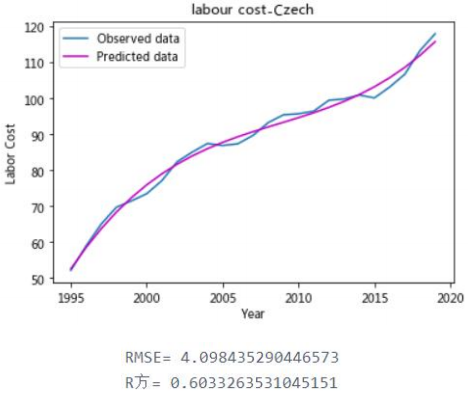 labour cost-Czech
Observed data
Predicted data
120
110
100
90
80
70
60
50
Labor Cost
1995
2000
2005
2010
2015
2020
Year
RMSE= 4.098435290446573
R方= 0.6033263531045151